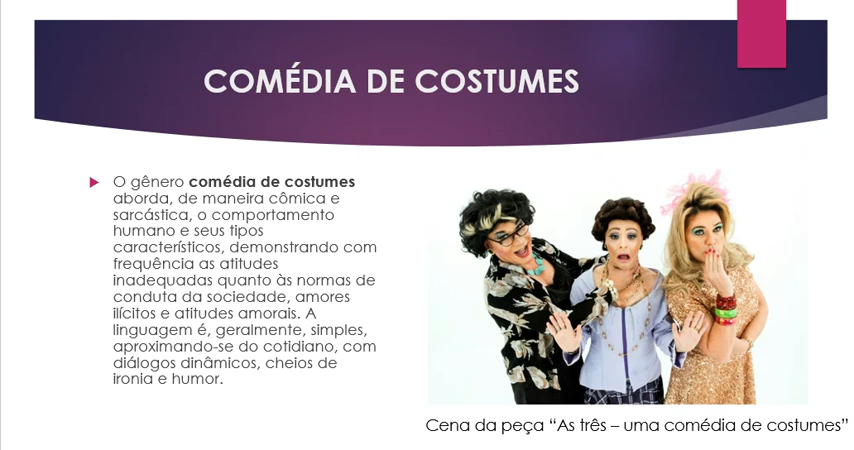 COMÉDIA DE COSTUMES
O gênero comédia de costumes
aborda, de maneira cômica e
sarcástica, o comportamento
humano e seus tipos
característicos, demonstrando com
frequência as atitudes
inadequadas quanto às normas de
conduta da sociedade, amores
ilícitos e atitudes amorais. A
linguagem é, geralmente, simples,
aproximando-se do cotidiano, com
diálogos dinâmicos, cheios de
ironia e humor.
Cena da peça “As três – uma comédia de costumes”